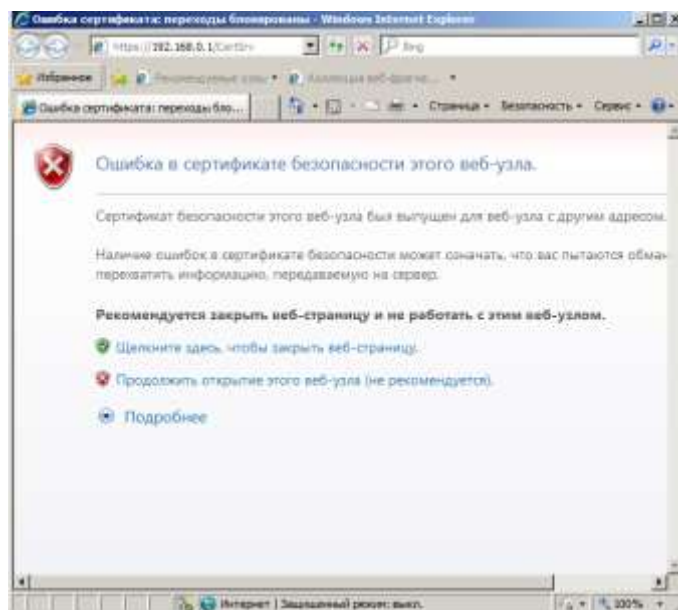 Ошибка сертификата: переходы блокированы - Windows Internet Explorer
https://192.168.0.1/CertSrv
Bing
Избранное
Ошибка сертификата: переходы бло...
Страница
Безопасность
Сервис
Ошибка в сертификате безопасности этого веб-узла.
Сертификат безопасности этого веб-узла был выпущен для веб-узла с другим адресом.
Наличие ошибок в сертификате безопасности может означать, что вас пытаются обман
перехватить информацию, передаваемую на сервер.
Рекомендуется закрыть веб-страницу и не работать с этим веб-узлом.
Щелкните здесь, чтобы закрыть веб-страницу.
Продолжить открытие этого веб-узла (не рекомендуется).
Подробнее
Интернет | Защищенный режим: выкл.
100%